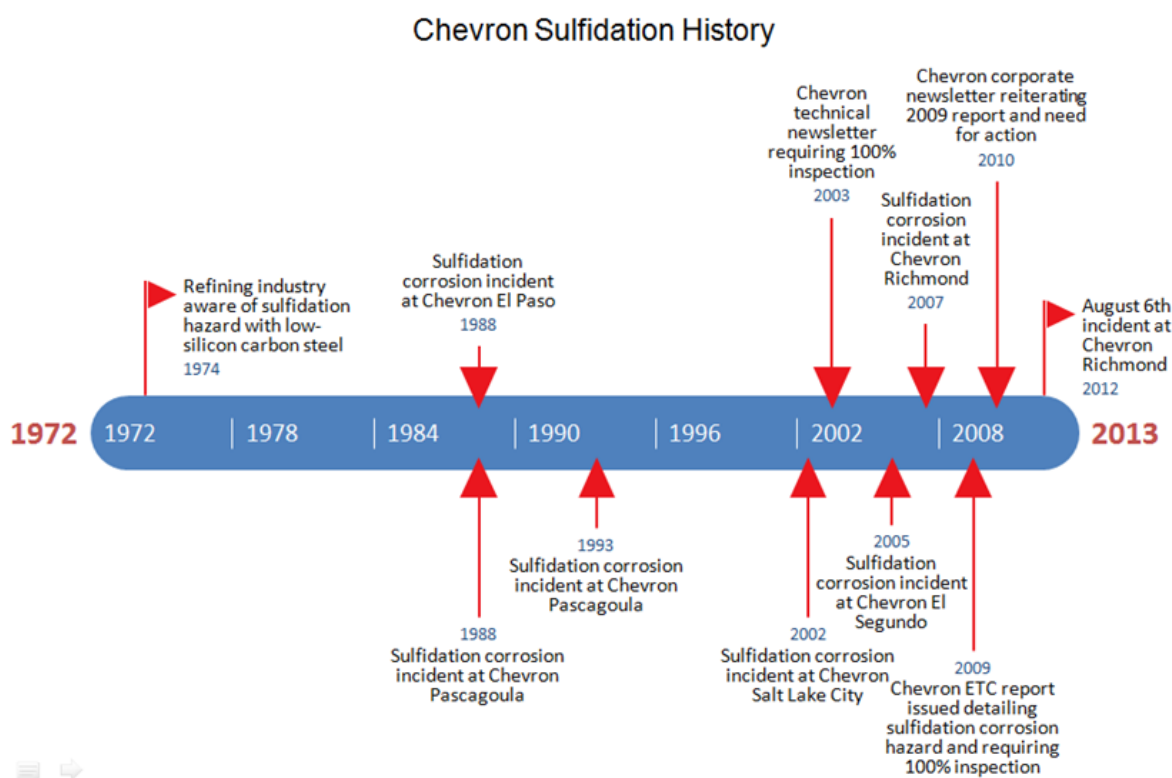 Chevron Sulfidation History
Chevron
technical
newsletter
requiring 100%
inspection
2003
Chevron corporate
newsletter reiterating
2009 report and need
for action
2010
Sulfidation
corrosion
incident at
Chevron
Richmond
2007
Sulfidation
corrosion incident
at Chevron El Paso
1988
Refining industry
aware of sulfidation
hazard with low-
silicon carbon steel
1974
August 6th
incident at
Chevron
Richmond
2012
1972
1972
1978
1984
1990
1996
2002
2008
2013
1993
Sulfidation corrosion
incident at Chevron
Pascagoula
2005
Sulfidation
corrosion incident
at Chevron El
Segundo
1988
Sulfidation corrosion
incident at Chevron
Pascagoula
2002
Sulfidation corrosion
incident at Chevron
Salt Lake City
2009
Chevron ETC report
issued detailing
sulfidation corrosion
hazard and requiring
100% inspection